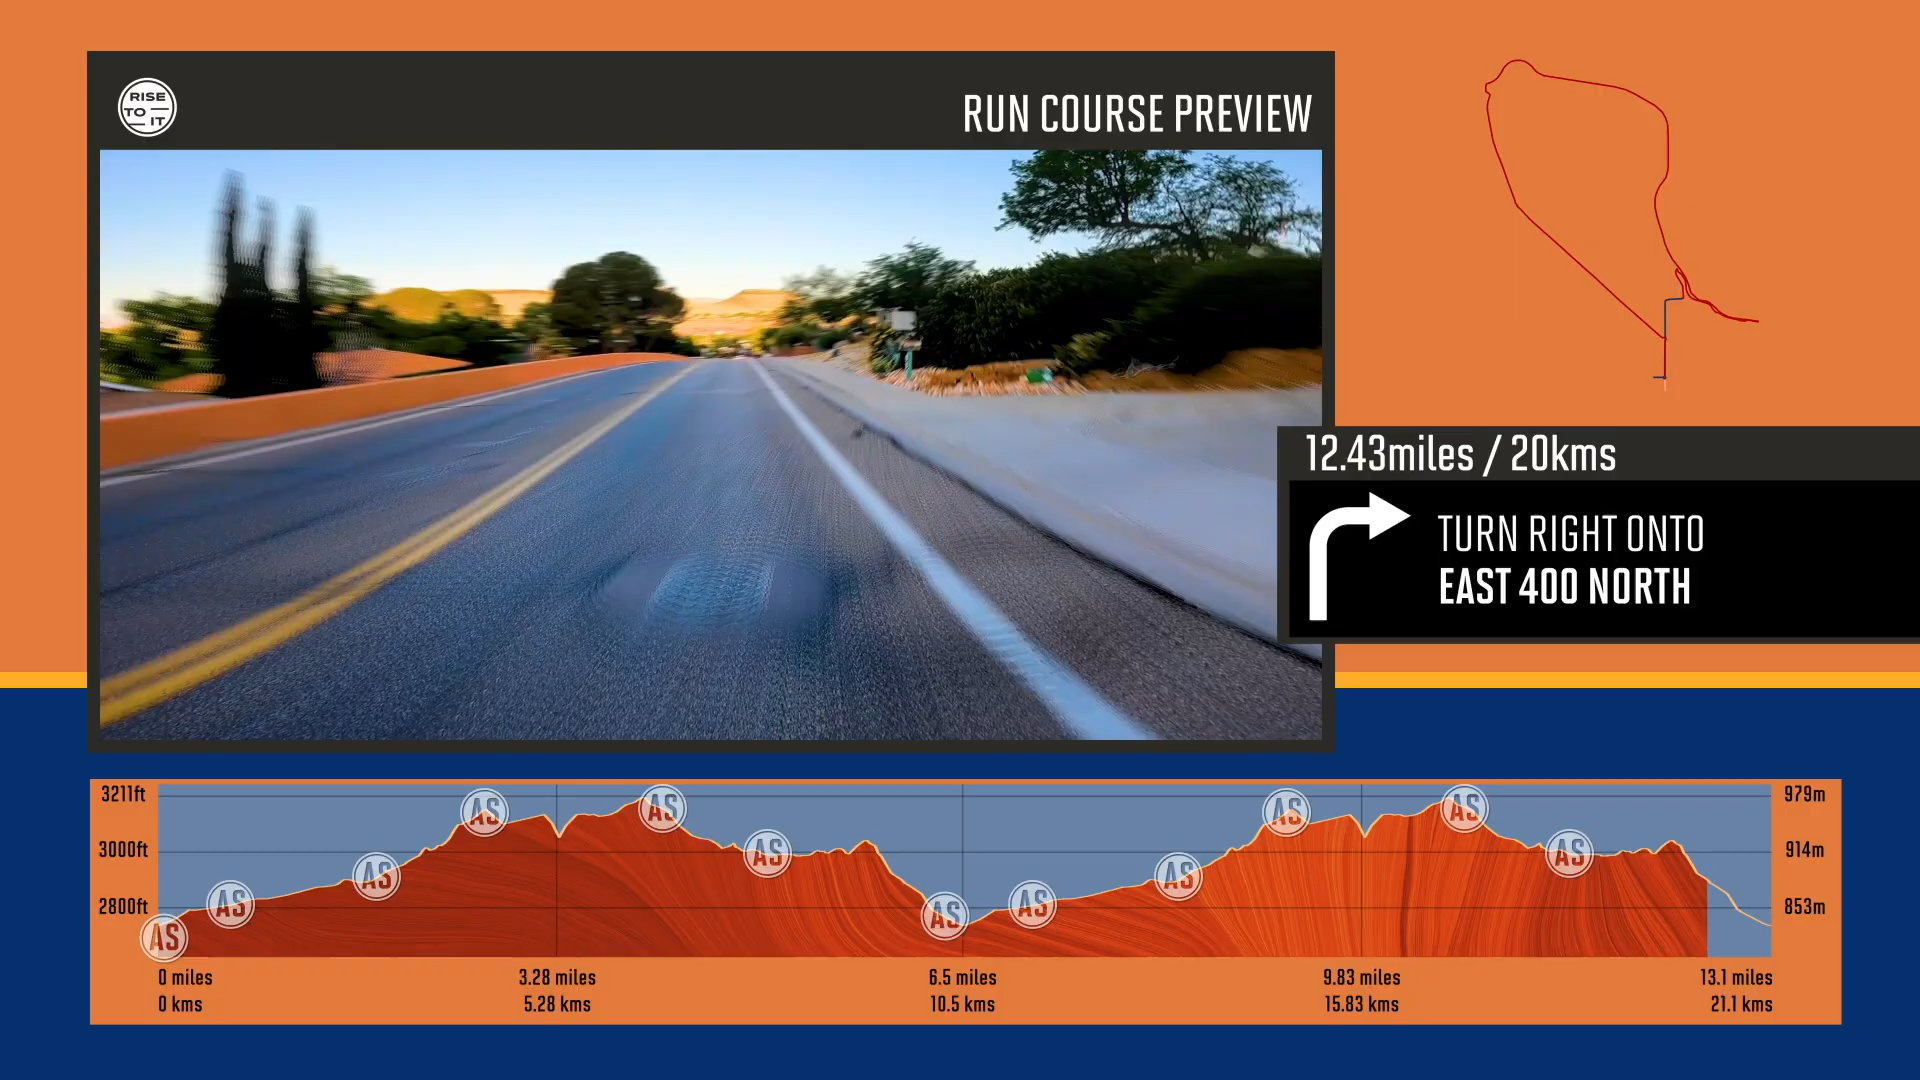 RISE
TO
IT
RUN COURSE PREVIEW
12.43miles / 20kms
TURN RIGHT ONTO
EAST 400 NORTH
3211ft
3000ft
2800ft
979m
914m
853m
AS
AS
AS
AS
AS
AS
AS
AS
AS
AS
AS
AS
0 miles
0 kms
3.28 miles
5.28 kms
6.5 miles
10.5 kms
9.83 miles
15.83 kms
13.1 miles
21.1 kms